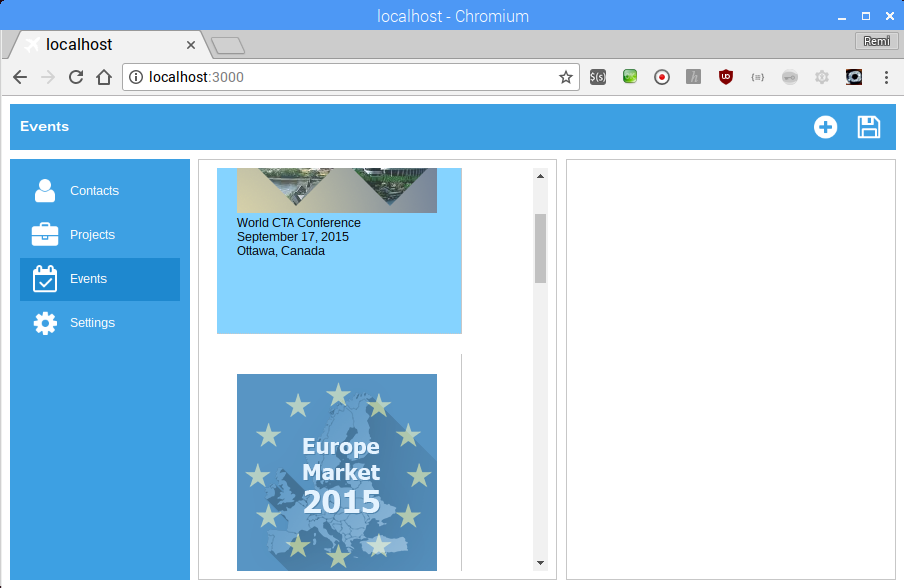 localhost - Chromium
localhost
Remi
localhost:3000
$(s)
h
UD
{≡}
Events
Contacts
Projects
Events
Settings
World CTA Conference
September 17, 2015
Ottawa, Canada
Europe
Market
2015